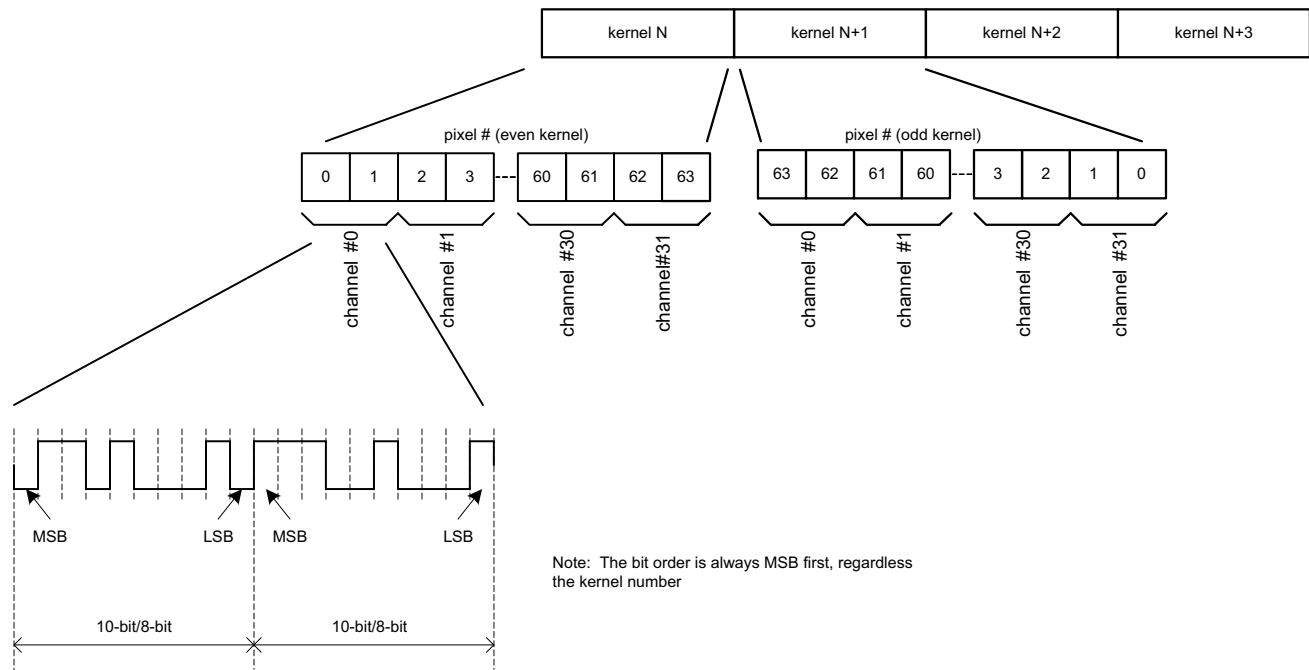 kernel N kernel N+1 kernel N+2 kernel N+3
pixel # (even kernel) pixel # (odd kernel)
0 1 2 3 60 61 62 63 63 62 61 60 3 2 1 0
channel #0 channel #1 channel #30 channel#31 channel #0 channel #1 channel #30 channel #31
MSB LSB MSB LSB
Note: The bit order is always MSB first, regardless
the kernel number
10-bit/8-bit 10-bit/8-bit